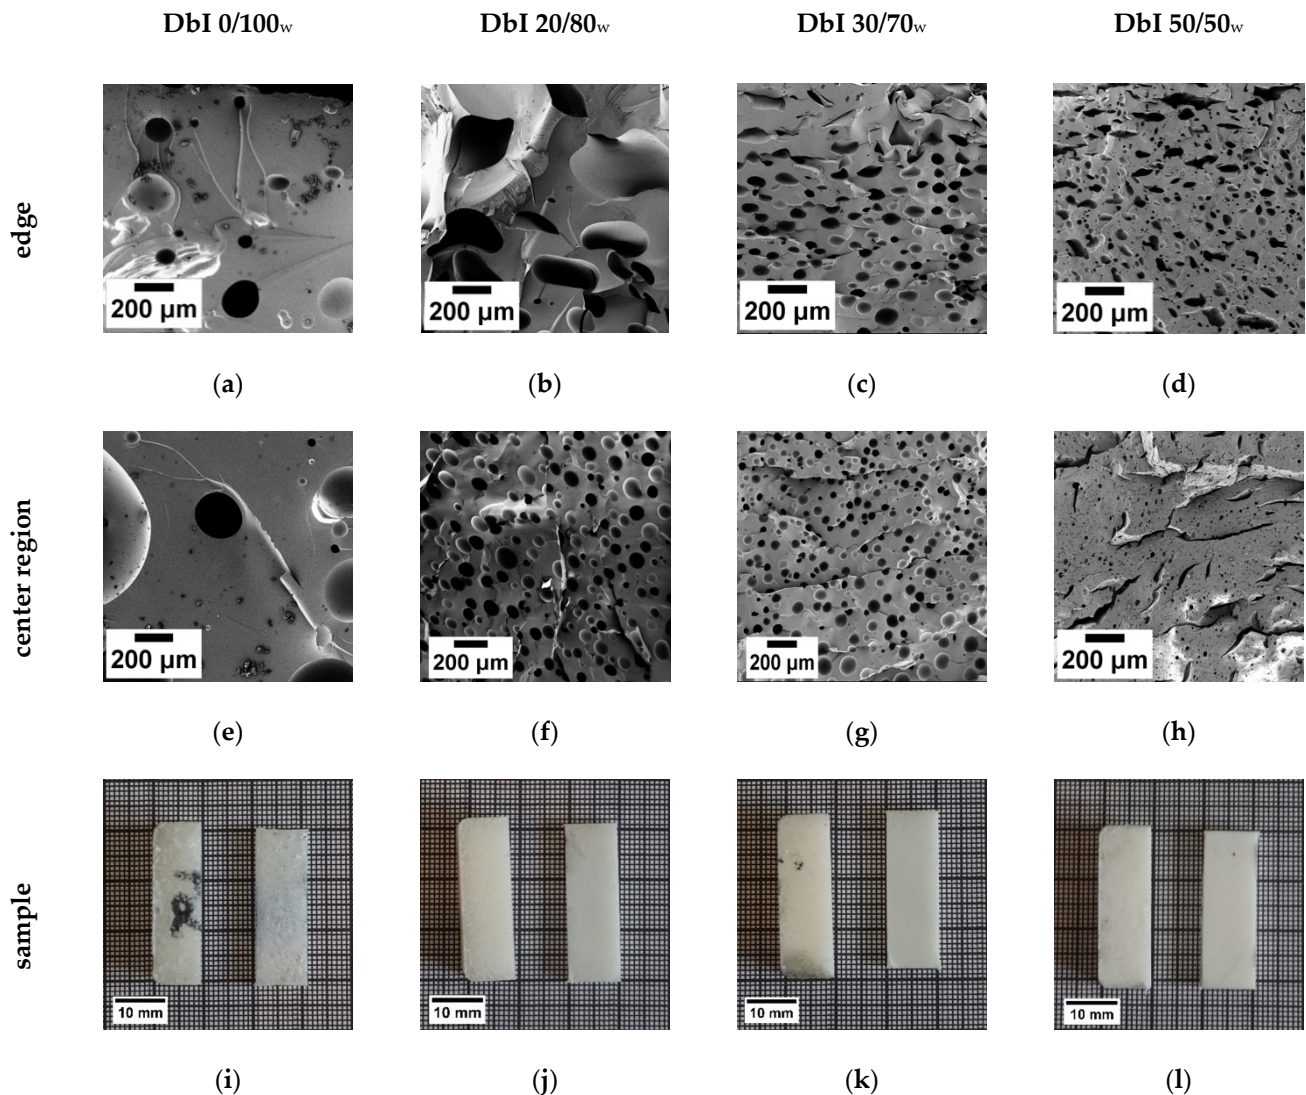 DbI 0/100w DbI 20/80w DbI 30/70w DbI 50/50w
edge
200 µm 200 µm 200 µm 200 µm
(a) (b) (c) (d)
center region
200 µm 200 µm 200 µm 200 µm
(e) (f) (g) (h)
sample
10 mm 10 mm 10 mm 10 mm
(i) (j) (k) (l)